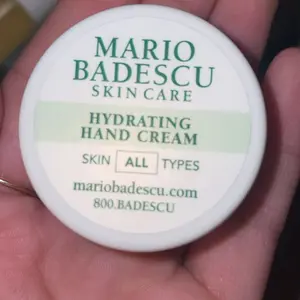 MARIO
BADESCU
SKIN CARE
HYDRATING
HAND CREAM
SKIN ALL TYPES
mariobadescu.com
800.BADESCU